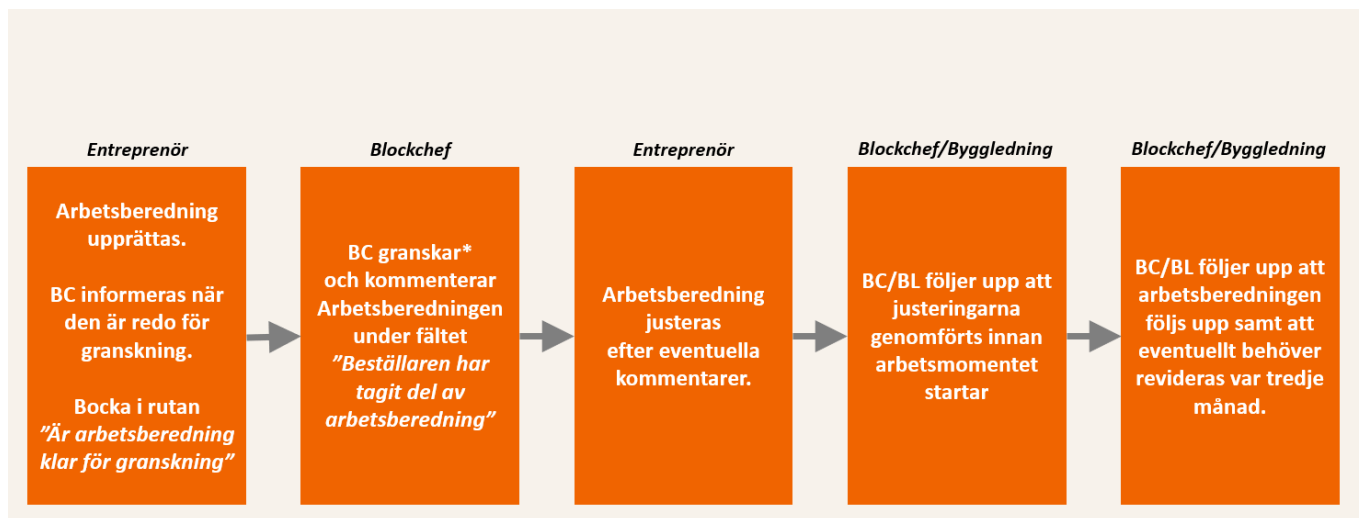 Entreprenör
Arbetsberedning
upprättas.
BC informeras när
den är redo för
granskning.
Bocka i rutan
”Är arbetsberedning
klar för granskning”
Blockchef
BC granskar*
och kommenterar
Arbetsberedningen
under fältet
”Beställaren har
tagit del av
arbetsberedning”
Entreprenör
Arbetsberedning
justeras
efter eventuella
kommentarer.
Blockchef/Byggledning
BC/BL följer upp att
justeringarna
genomförts innan
arbetsmomentet
startar
Blockchef/Byggledning
BC/BL följer upp att
arbetsberedningen
följs upp samt att
eventuellt behöver
revideras var tredje
månad.